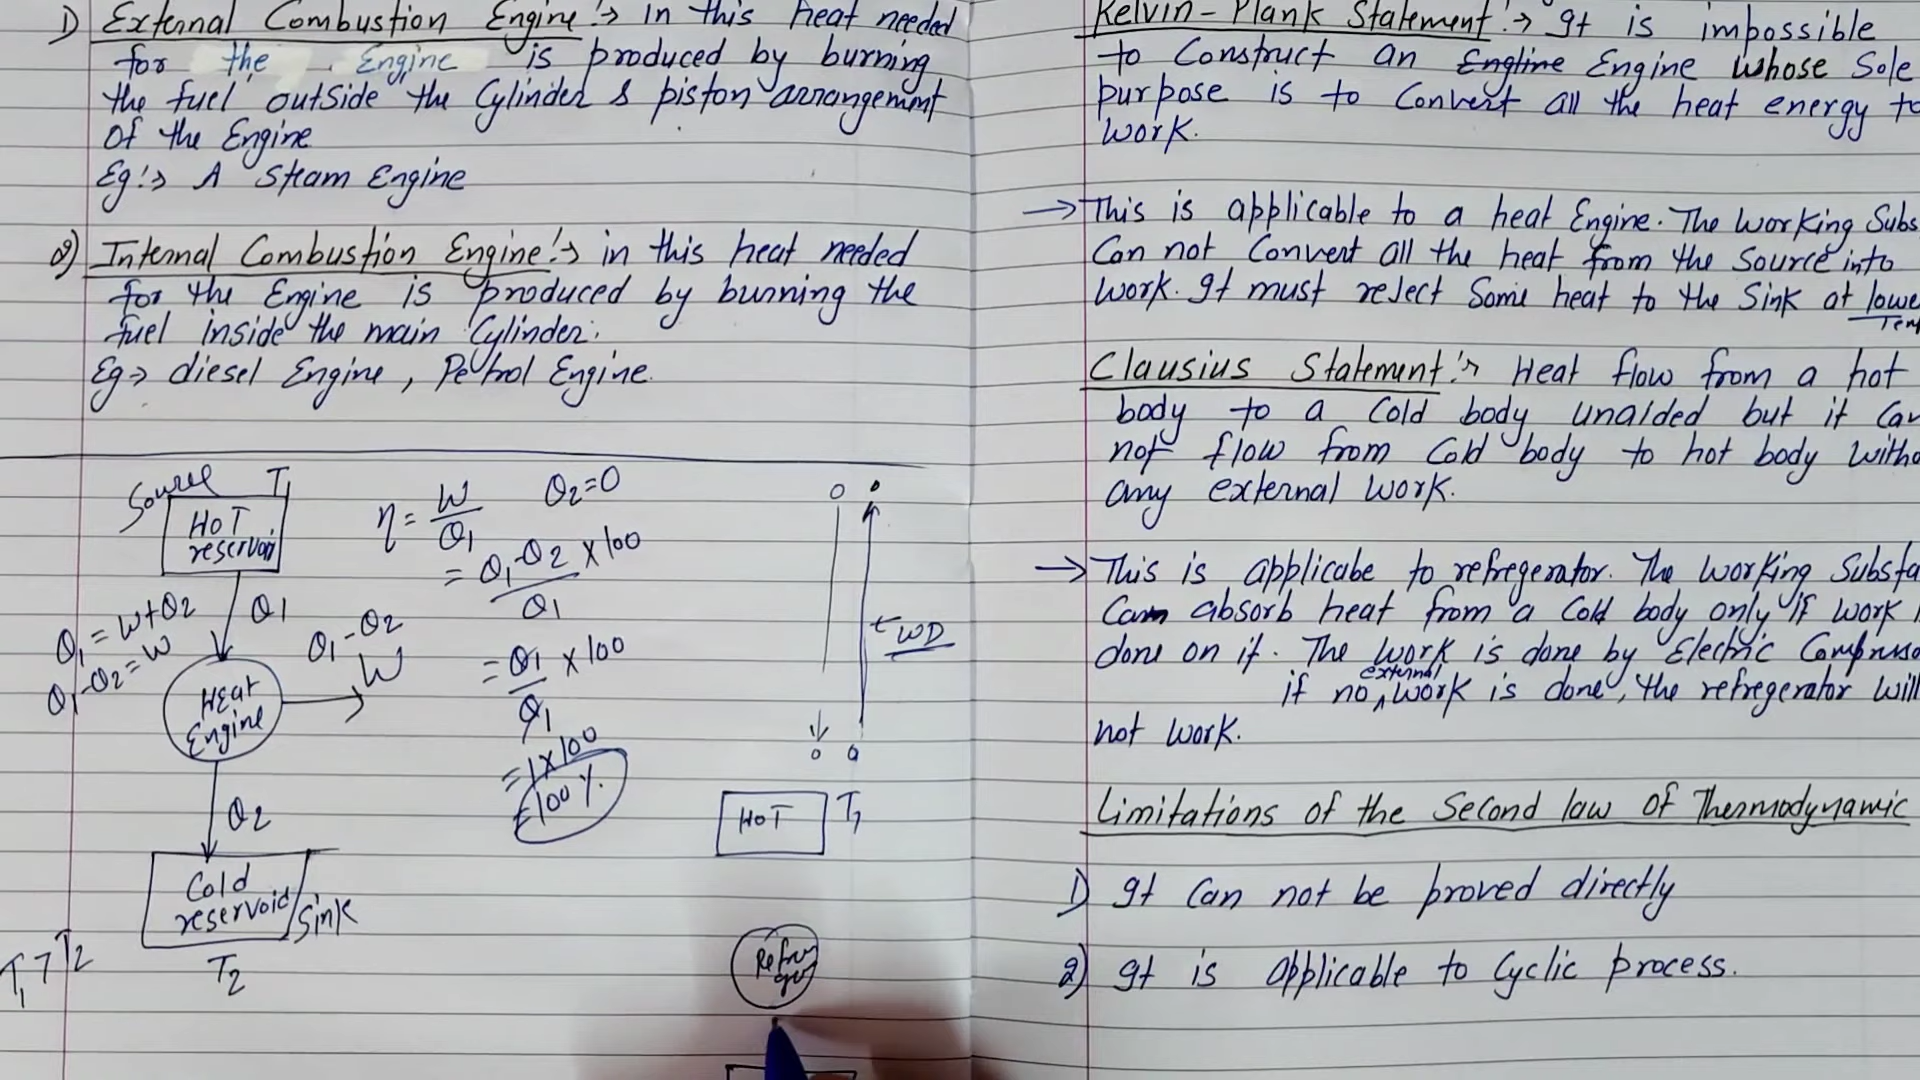 1) External Combustion Engine :→ in this heat needed
for the Engine is produced by burning
the fuel outside the Cylinder & piston arrangement
Of the Engine
Eg :→ A Steam Engine
2) Internal Combustion Engine :→ in this heat needed
for the Engine is produced by burning the
fuel inside the main Cylinder.
Eg → diesel Engine, Petrol Engine.
Source T1
HOT
reservoir
Q1 = W+Q2
Q1-Q2 = W
Q1
Q1-Q2
W
HEat
Engine
Q2
Cold
reservoid
Sink
T1 > T2
T2
η = W/Q1
Q2=0
= Q1-Q2/Q1 × 100
= Q1/Q1 × 100
= 1×100
= 100%
WD
HOT T1
Kelvin-Plank Statement :→ It is impossible
to Construct an Engline Engine whose Sole
purpose is to Convert all the heat energy to
work.
→ This is applicable to a heat Engine. The Working Subs
Can not Convert all the heat from the Source into
work. It must reject Some heat to the Sink at lowe
Tem
Clausius Statement :→ Heat flow from a hot
body to a Cold body unaided but it Can
not flow from Cold body to hot body witho
any external work.
→ This is applicabe to refregerator. The working Substa
Can absorb heat from a Cold body only if work i
done on it. The work is done by Electric Compresso
if no external work is done, the refregerator will
not work.
Limitations of the Second law of Thermodynamic
1) It Can not be proved directly
2) It is applicable to Cyclic process.